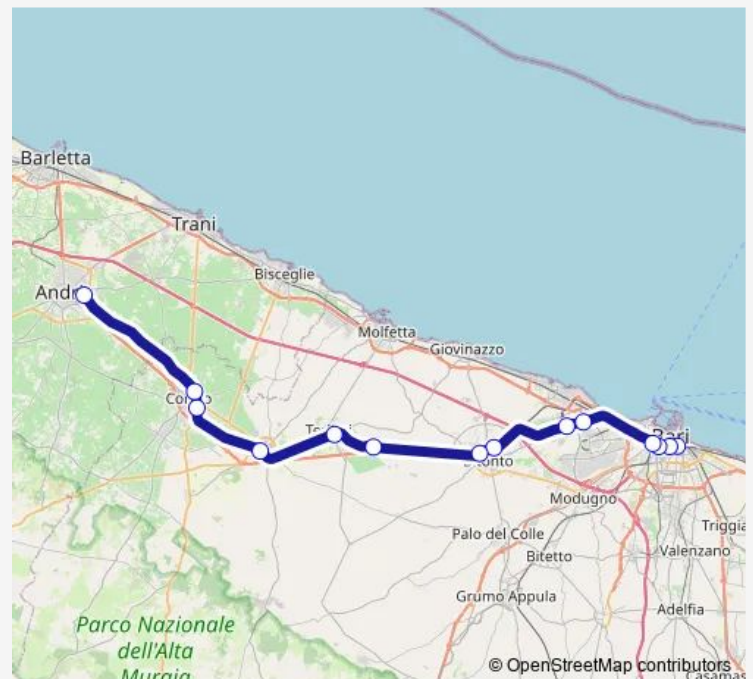 Barletta
Trani
Bisceglie
Molfetta
Giovinazzo
Modugno
Palo del Colle
Bitetto
Valenzano
Grumo Appula
Adelfia
Parco Nazionale
dell'Alta
Murgia
© OpenStreetMap contributors